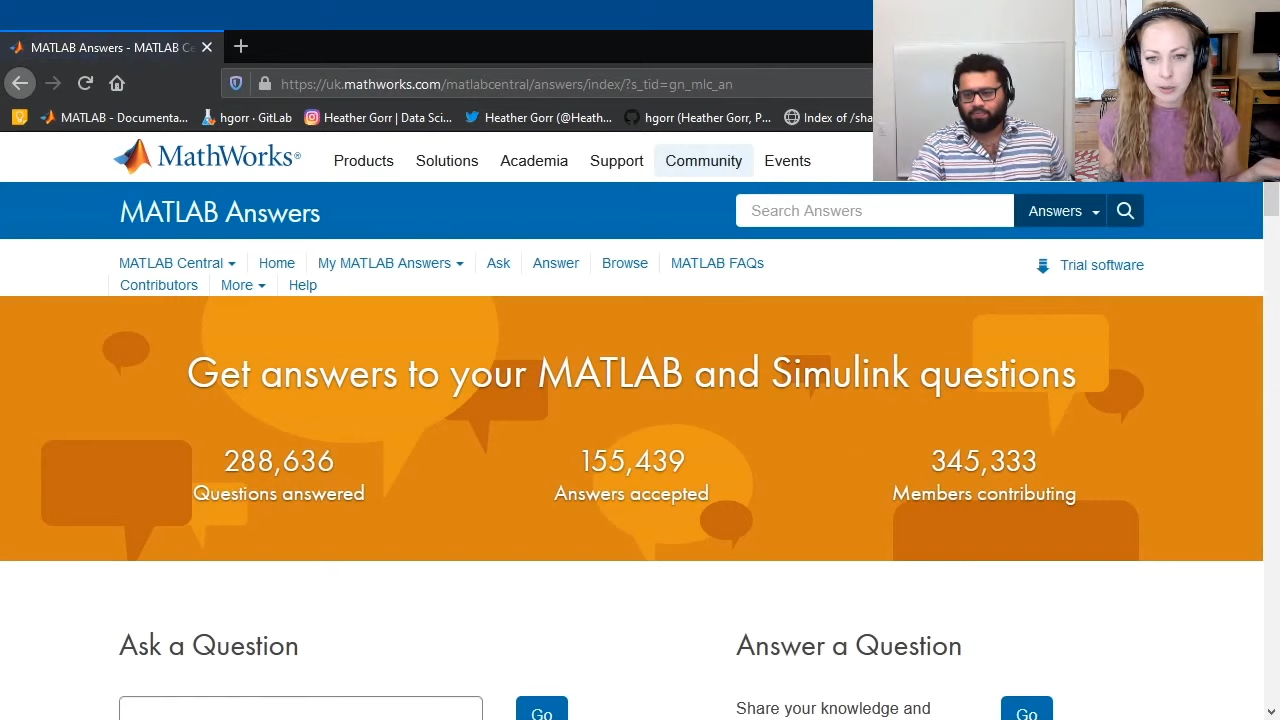 MATLAB Answers - MATLAB Ce
https://uk.mathworks.com/matlabcentral/answers/index/?s_tid=gn_mlc_an
MATLAB - Documenta... hgorr · GitLab Heather Gorr | Data Sci... Heather Gorr (@Heath... hgorr (Heather Gorr, P... Index of /sha
MathWorks® Products Solutions Academia Support Community Events
MATLAB Answers Search Answers Answers
MATLAB Central Home My MATLAB Answers Ask Answer Browse MATLAB FAQs Trial software
Contributors More Help
Get answers to your MATLAB and Simulink questions
288,636 155,439 345,333
Questions answered Answers accepted Members contributing
Ask a Question Answer a Question
Share your knowledge and
Go Go